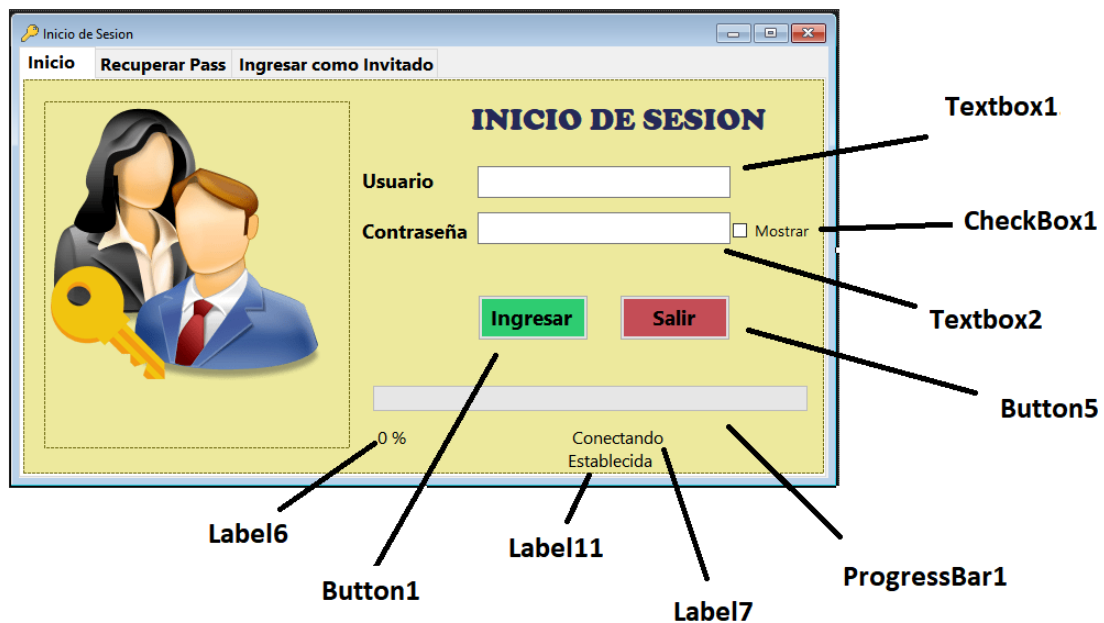 Inicio de Sesion
Inicio Recuperar Pass Ingresar como Invitado
INICIO DE SESION
Textbox1
Usuario
Contraseña
Mostrar
CheckBox1
Ingresar
Salir
Textbox2
Button5
0 %
Conectando
Establecida
Label6
Label11
Button1
ProgressBar1
Label7